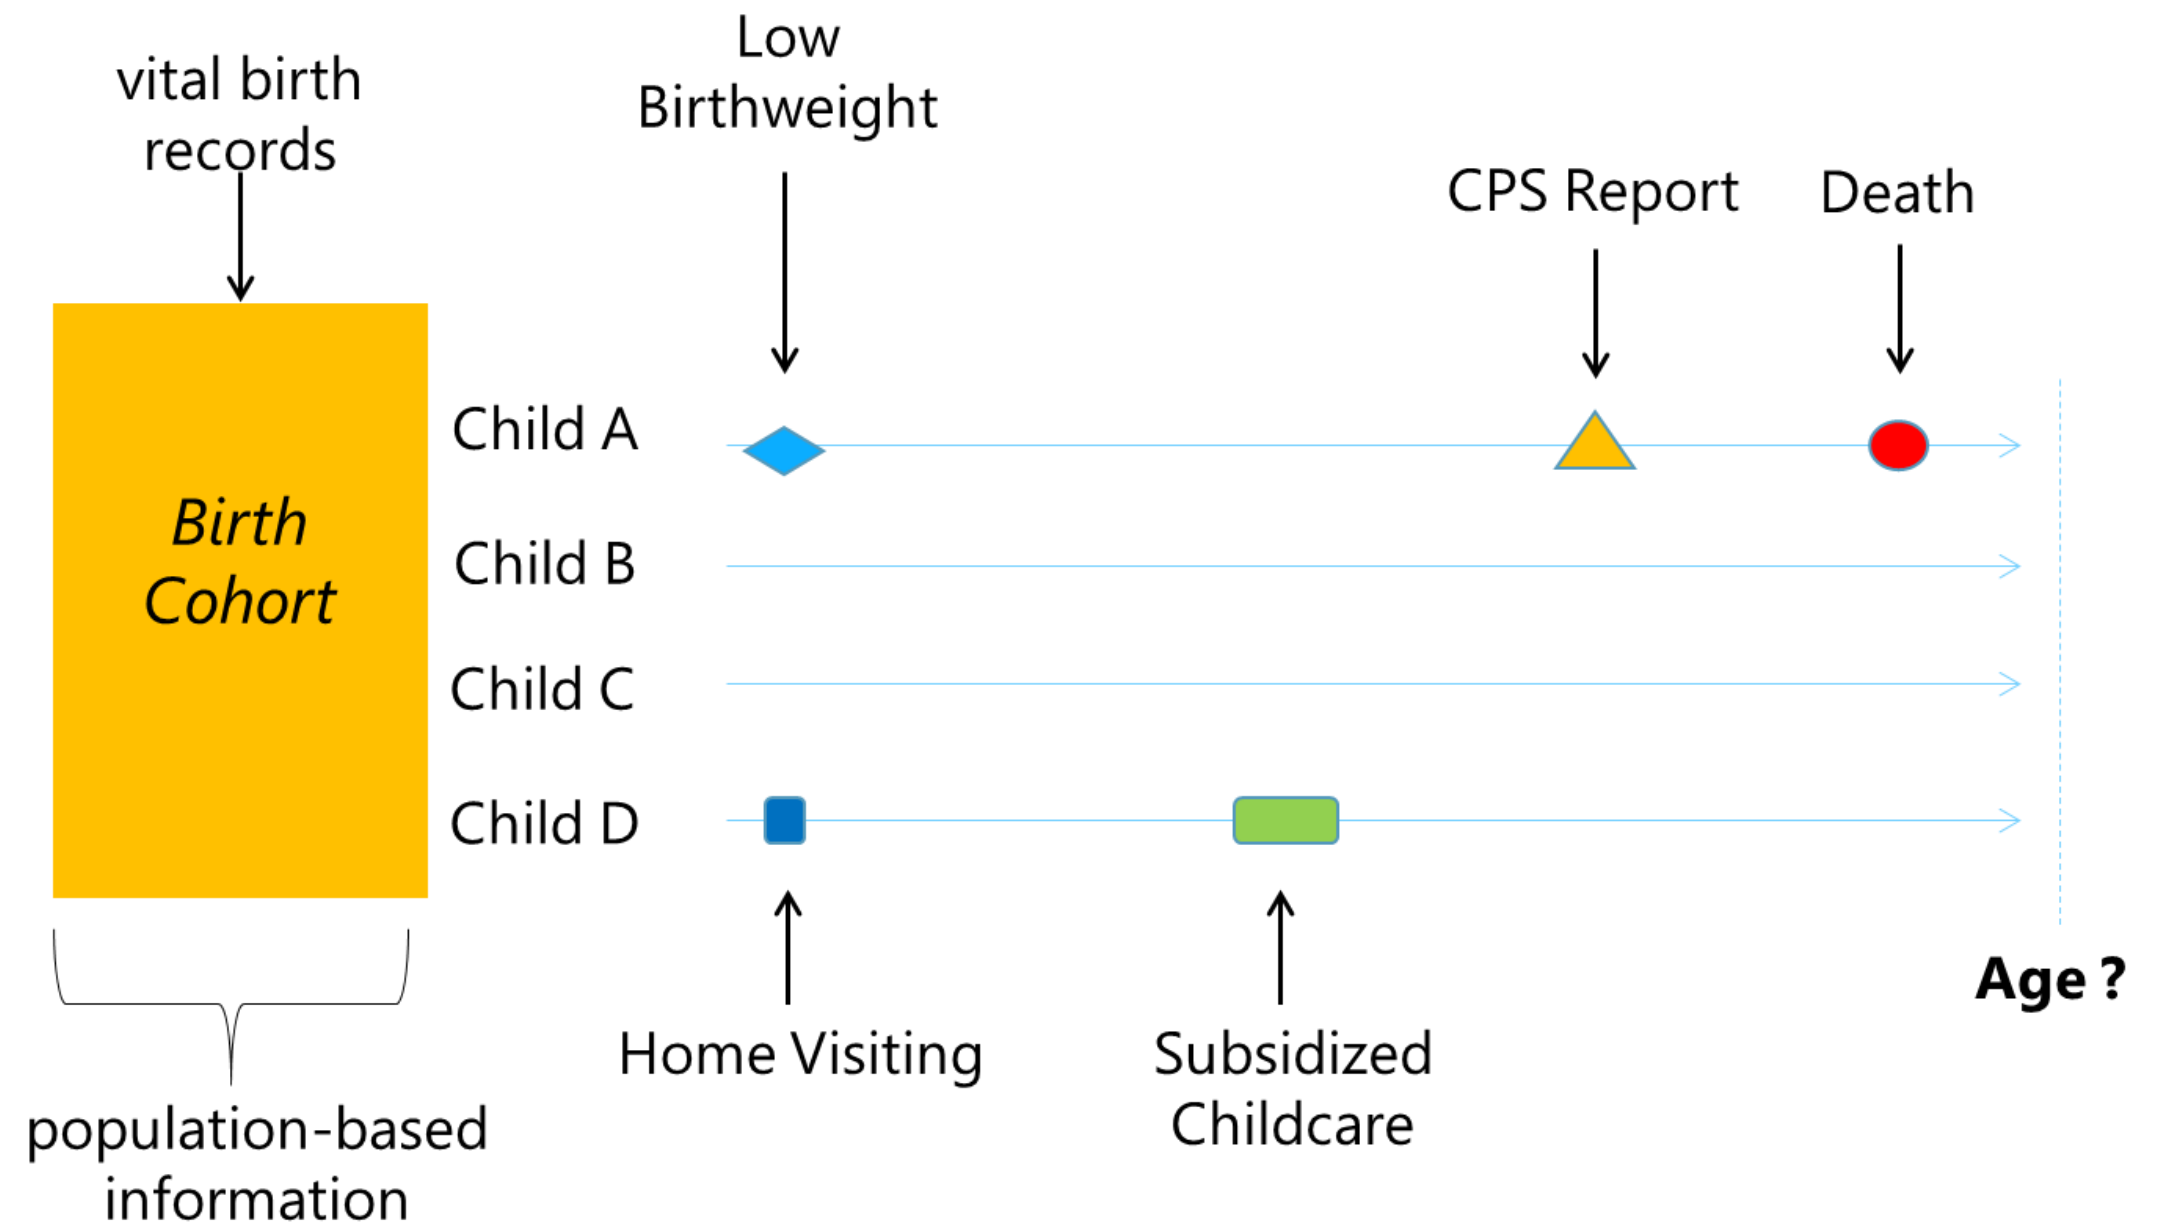 vital birth
records
Low
Birthweight
CPS Report
Death
Birth
Cohort
Child A
Child B
Child C
Child D
Age ?
Home Visiting
Subsidized
Childcare
population-based
information